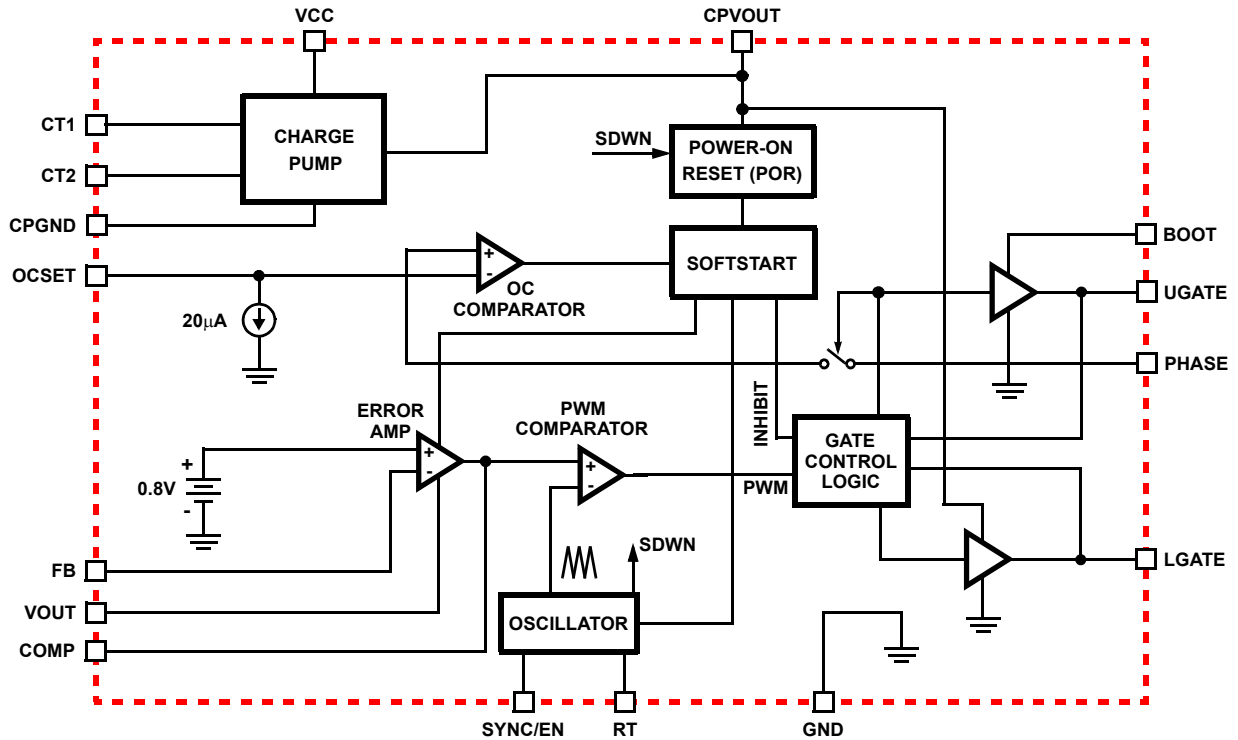 VCC
CPVOUT
CT1
CHARGE
PUMP
SDWN
POWER-ON
RESET (POR)
CT2
CPGND
BOOT
OCSET
+
-
OC
COMPARATOR
SOFTSTART
UGATE
20μA
PHASE
INHIBIT
ERROR
AMP
PWM
COMPARATOR
+
0.8V
-
+
-
+
-
PWM
GATE
CONTROL
LOGIC
SDWN
FB
LGATE
VOUT
OSCILLATOR
COMP
SYNC/EN
RT
GND